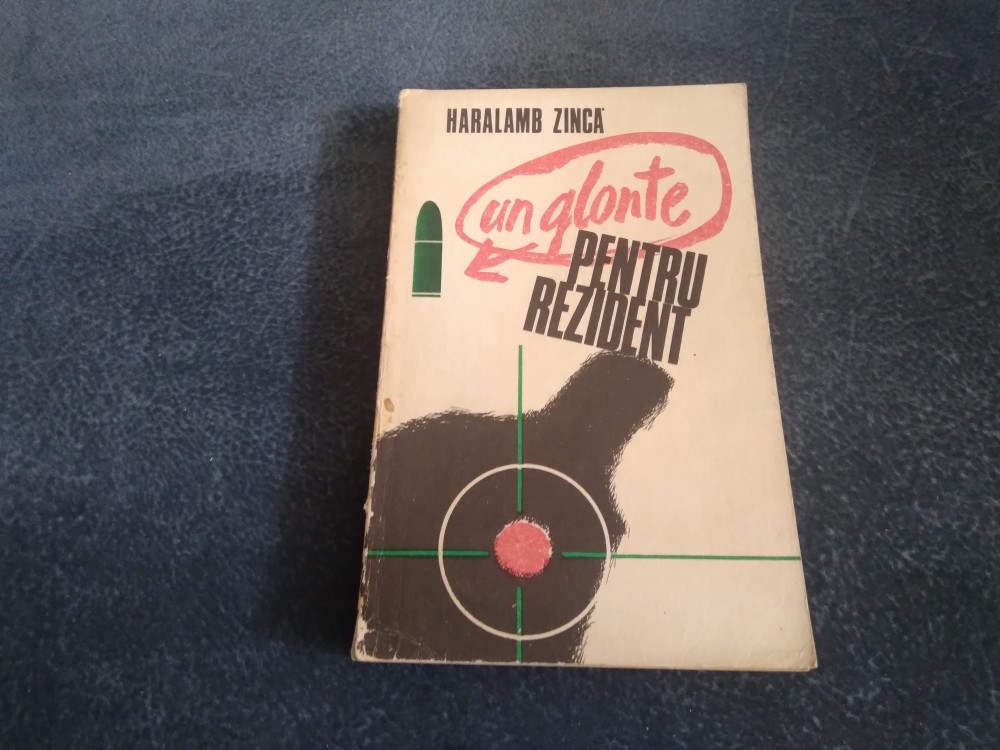 HARALAMB ZINCĂ
un glonte
PENTRU
REZIDENT